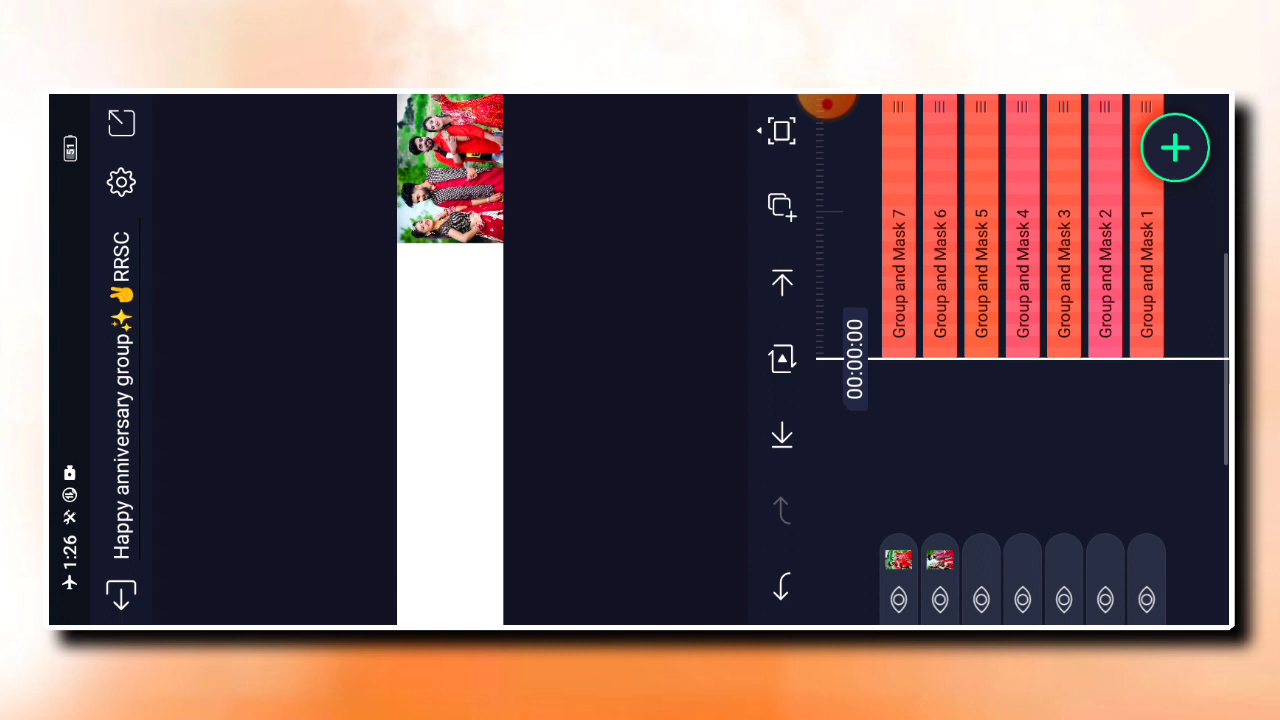 51
1:26
Happy anniversary group✨✌️RRSC
00:00:00
Group and Mask 7
Group and Mask 6
Group and Mask 5
Group and Mask 4
Group and Mask 3
Group and Mask 2
Group and Mask 1